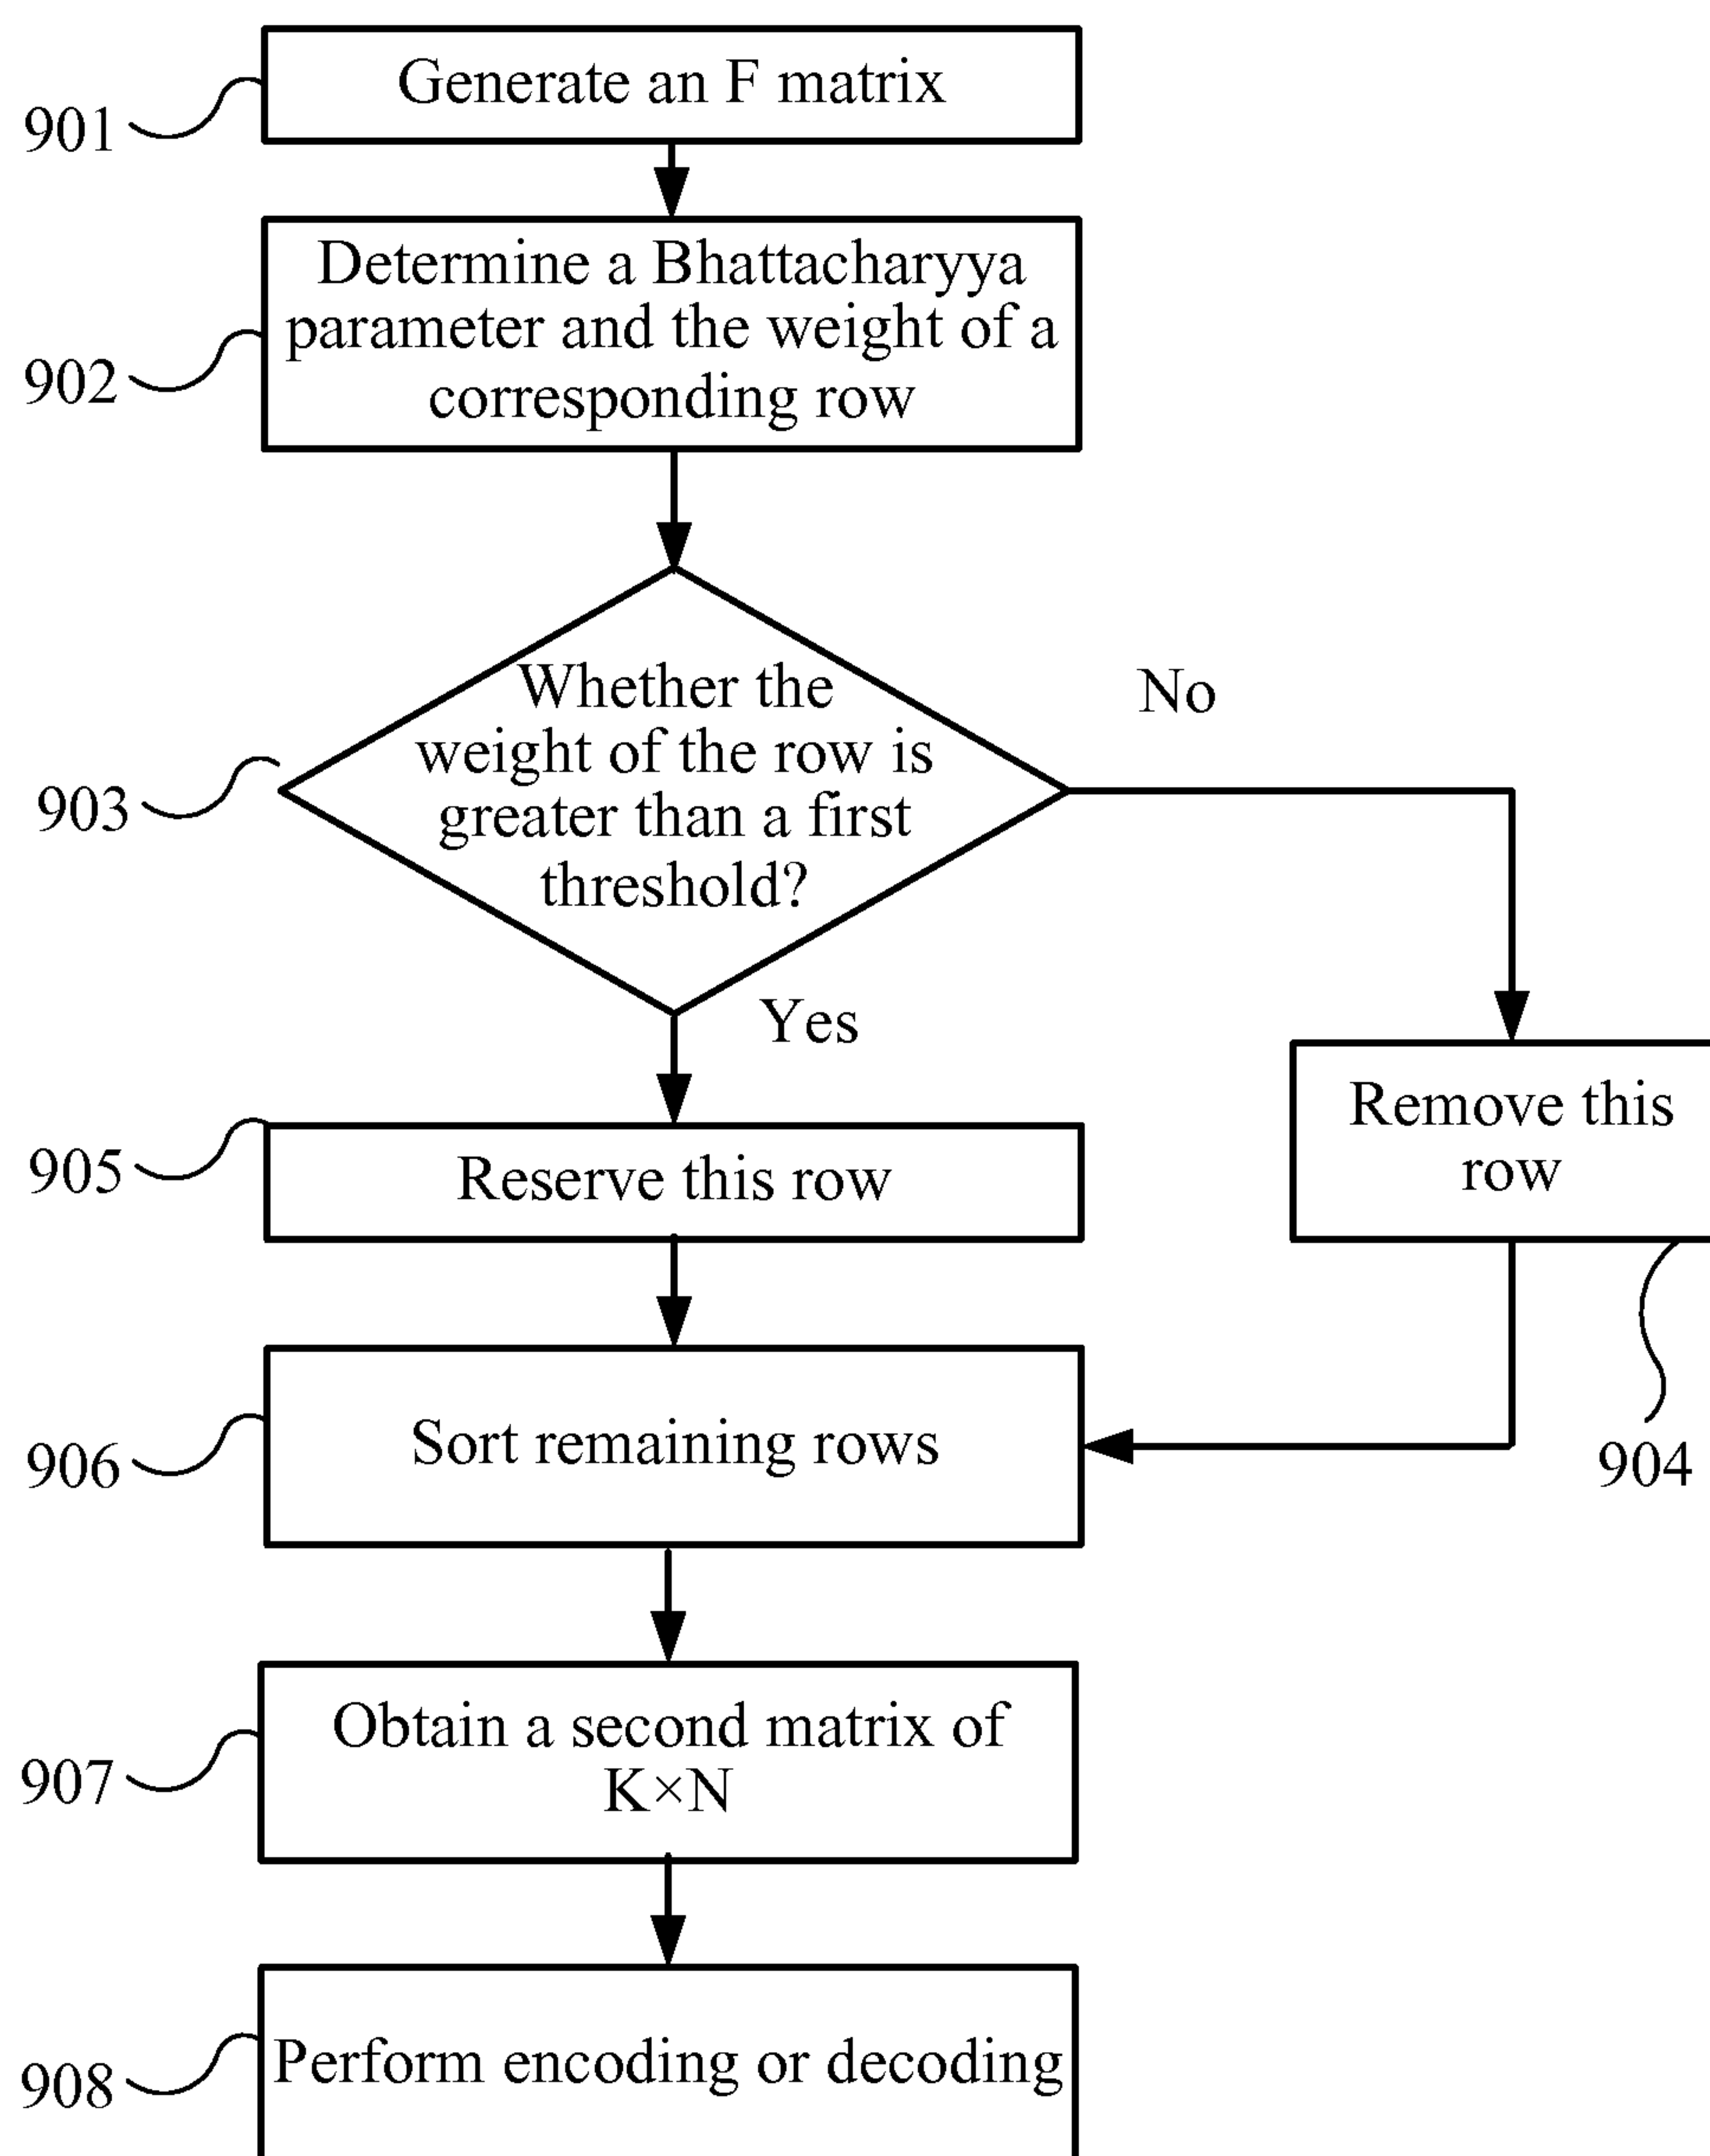 Generate an F matrix
901
Determine a Bhattacharyya
parameter and the weight of a
corresponding row
902
Whether the
weight of the row is
greater than a first
threshold?
903
No
Yes
Remove this
row
904
905
Reserve this row
906
Sort remaining rows
907
Obtain a second matrix of
K×N
908
Perform encoding or decoding